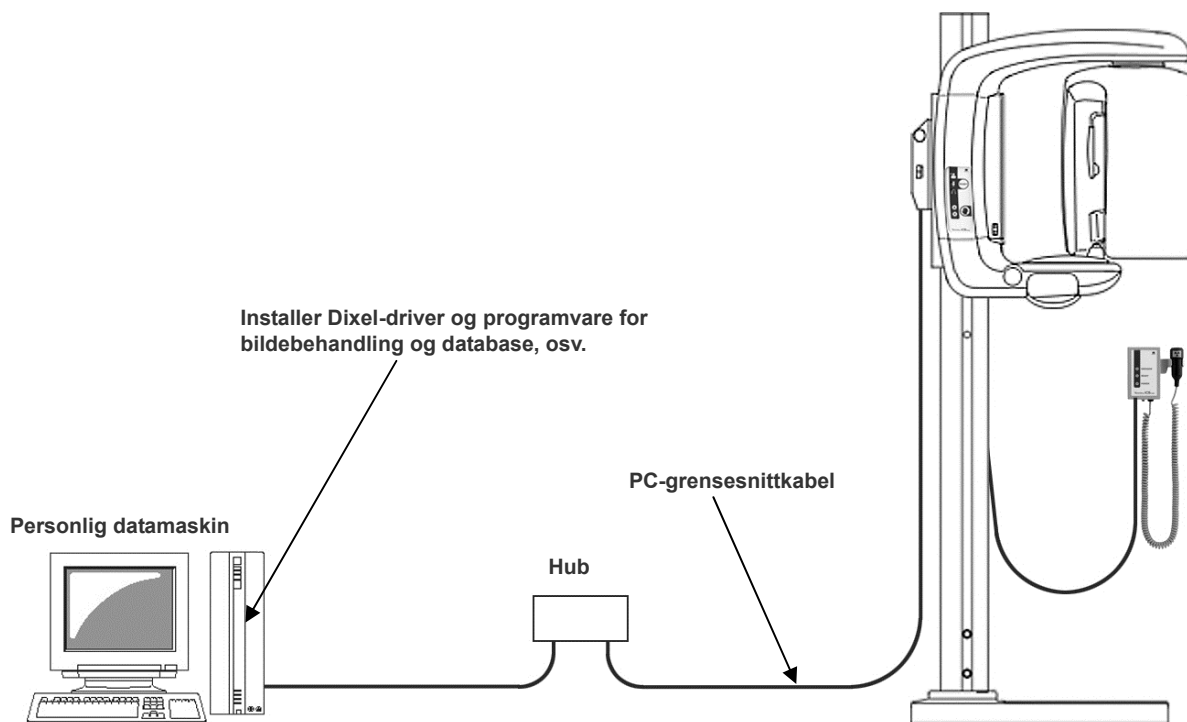 Installer Dixel-driver og programvare for
bildebehandling og database, osv.
PC-grensesnittkabel
Personlig datamaskin
Hub